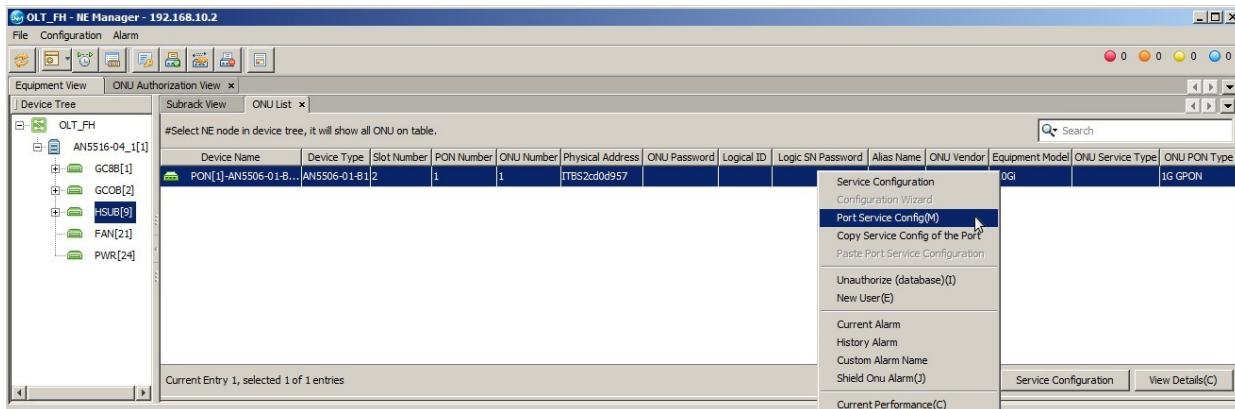 OLT_FH - NE Manager - 192.168.10.2
File Configuration Alarm
0 0 0 0
Equipment View ONU Authorization View
Device Tree
Subrack View ONU List
OLT_FH
#Select NE node in device tree, it will show all ONU on table.
Search
AN5516-04_1[1]
Device Name Device Type Slot Number PON Number ONU Number Physical Address ONU Password Logical ID Logic SN Password Alias Name ONU Vendor Equipment Model ONU Service Type ONU PON Type
GC8B[1]
PON[1]-AN5506-01-B... AN5506-01-B1 2 1 1 ITBS2cd0d957 0Gi 1G GPON
GCOB[2]
HSUB[9]
FAN[21]
PWR[24]
Service Configuration
Configuration Wizard
Port Service Config(M)
Copy Service Config of the Port
Paste Port Service Configuration
Unauthorize (database)(I)
New User(E)
Current Alarm
History Alarm
Custom Alarm Name
Shield Onu Alarm(J)
Current Performance(C)
Current Entry 1, selected 1 of 1 entries
Service Configuration View Details(C)